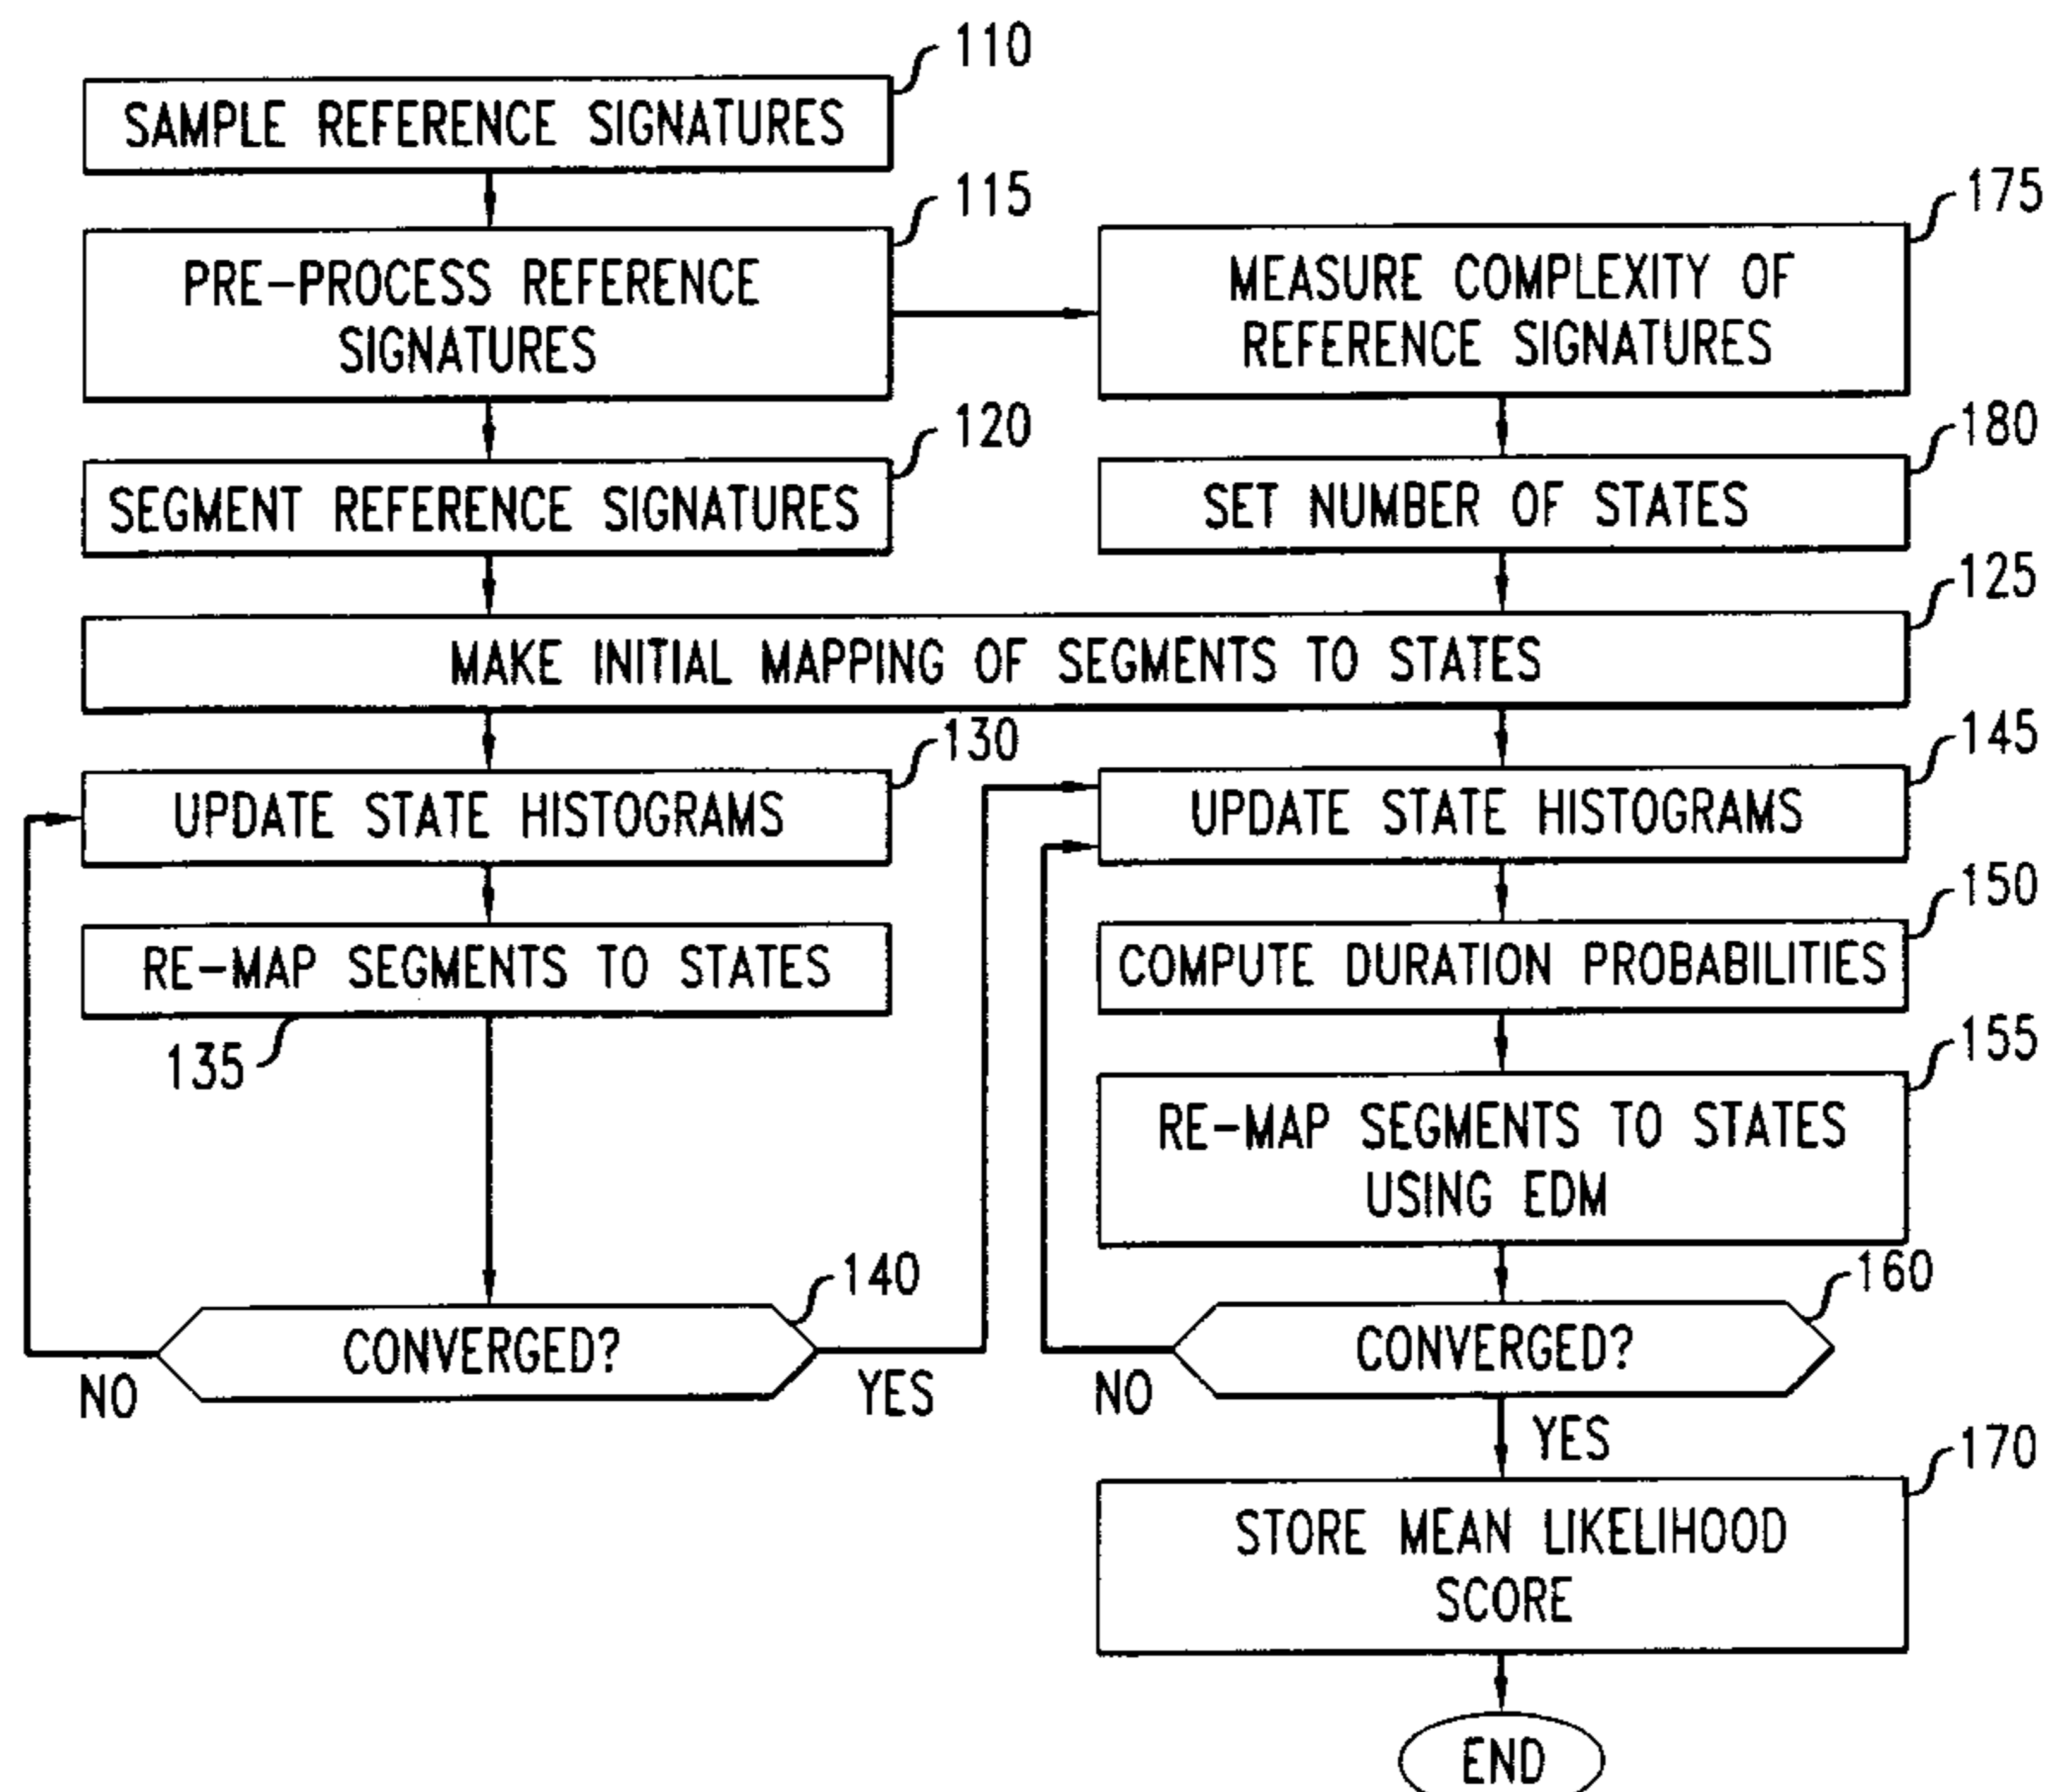 110
SAMPLE REFERENCE SIGNATURES
115
PRE-PROCESS REFERENCE
SIGNATURES
175
MEASURE COMPLEXITY OF
REFERENCE SIGNATURES
120
SEGMENT REFERENCE SIGNATURES
180
SET NUMBER OF STATES
125
MAKE INITIAL MAPPING OF SEGMENTS TO STATES
130
UPDATE STATE HISTOGRAMS
RE-MAP SEGMENTS TO STATES
135
140
CONVERGED?
NO
YES
145
UPDATE STATE HISTOGRAMS
150
COMPUTE DURATION PROBABILITIES
155
RE-MAP SEGMENTS TO STATES
USING EDM
160
CONVERGED?
NO
YES
170
STORE MEAN LIKELIHOOD
SCORE
END